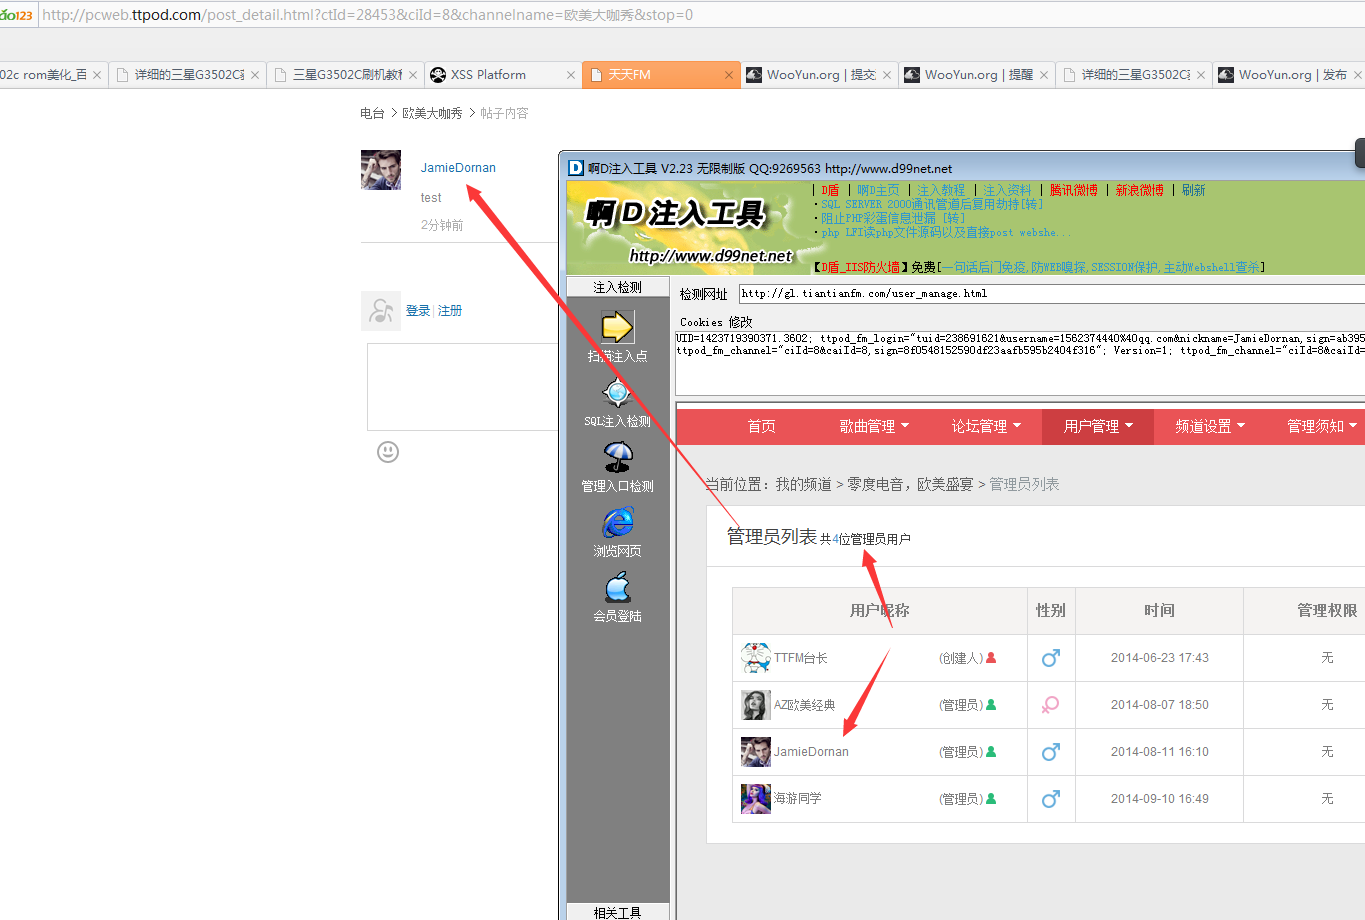 ao123 http://pcweb.ttpod.com/post_detail.html?ctId=28453&ciId=8&channelname=欧美大咖秀&stop=0
02c rom美化_百 详细的三星G3502C 三星G3502C刷机教 XSS Platform 天天FM WooYun.org | 提交 WooYun.org | 提醒 详细的三星G3502C WooYun.org | 发布
电台 > 欧美大咖秀 > 帖子内容
JamieDornan
test
2分钟前
登录 | 注册
啊D注入工具 V2.23 无限制版 QQ:9269563 http://www.d99net.net
啊D注入工具
http://www.d99net.net
| D盾 | 啊D主页 | 注入教程 | 注入资料 | 腾讯微博 | 新浪微博 | 刷新
·SQL SERVER 2000通讯管道后复用劫持[转]
·阻止PHP彩蛋信息泄漏 [转]
·php LFI读php文件源码以及直接post webshe...
【D盾_IIS防火墙】免费[一句话后门免疫,防WEB嗅探,SESSION保护,主动Webshell查杀]
注入检测
扫描注入点
SQL注入检测
管理入口检测
浏览网页
会员登陆
相关工具
检测网址 http://gl.tiantianfm.com/user_manage.html
Cookies 修改
UID=1423719390371.3602; ttpod_fm_login="tuid=238691621&username=1562374440%40qq.com&nickname=JamieDornan,sign=ab395
ttpod_fm_channel="ciId=8&caiId=8,sign=8f0548152590df23aafb595b2404f316"; Version=1; ttpod_fm_channel="ciId=8&caiId=
首页 歌曲管理 论坛管理 用户管理 频道设置 管理须知
当前位置：我的频道 > 零度电音，欧美盛宴 > 管理员列表
管理员列表 共4位管理员用户
用户昵称 性别 时间 管理权限
TTFM台长 (创建人) 2014-06-23 17:43 无
AZ欧美经典 (管理员) 2014-08-07 18:50 无
JamieDornan (管理员) 2014-08-11 16:10 无
海游同学 (管理员) 2014-09-10 16:49 无